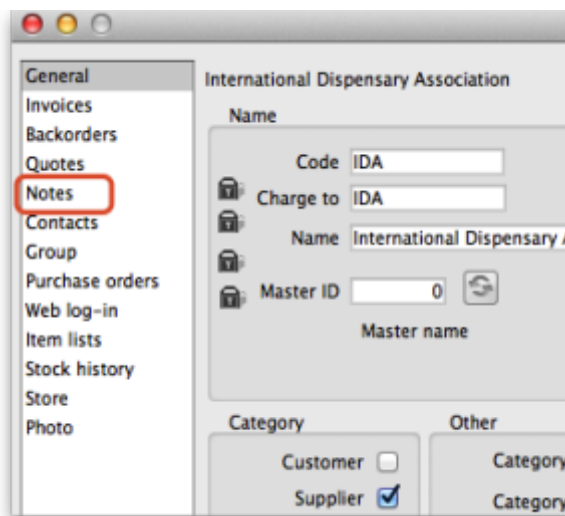 General
Invoices
Backorders
Quotes
Notes
Contacts
Group
Purchase orders
Web log-in
Item lists
Stock history
Store
Photo
International Dispensary Association
Name
Code IDA
Charge to IDA
Name International Dispensary A
Master ID 0
Master name
Category
Customer
Supplier
Other
Category
Category